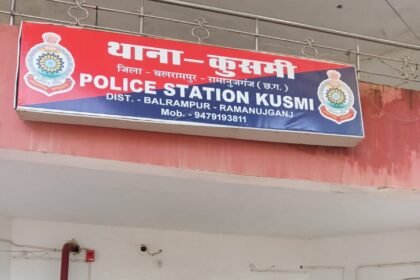 थाना – कुसमी
जिला - बलरामपुर - रामानुजगंज ( छ.ग. )
POLICE STATION KUSMI
DIST. - BALRAMPUR - RAMANUJGANJ
Mob. - 9479193811